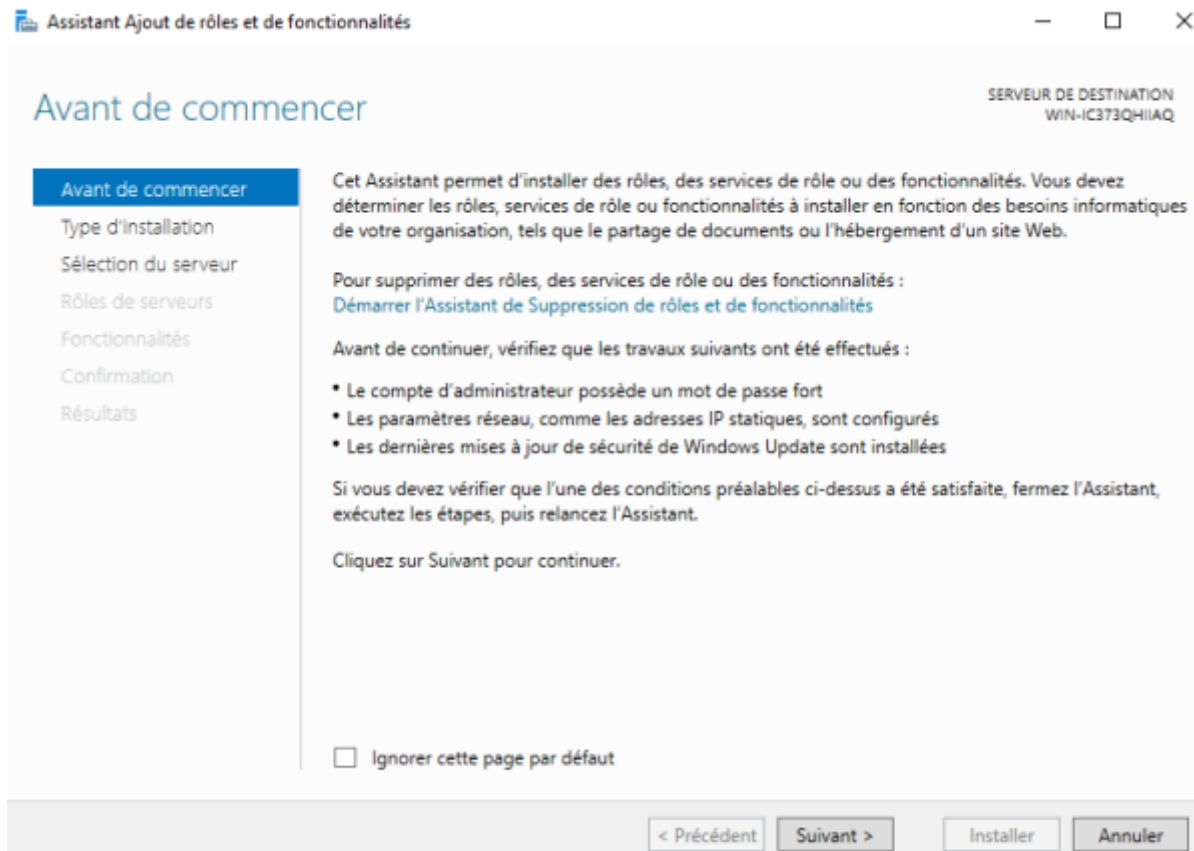 Assistant Ajout de rôles et de fonctionnalités
Avant de commencer
SERVEUR DE DESTINATION
WIN-IC373QHIIAQ
Avant de commencer
Type d'installation
Sélection du serveur
Rôles de serveurs
Fonctionnalités
Confirmation
Résultats
Cet Assistant permet d'installer des rôles, des services de rôle ou des fonctionnalités. Vous devez
déterminer les rôles, services de rôle ou fonctionnalités à installer en fonction des besoins informatiques
de votre organisation, tels que le partage de documents ou l'hébergement d'un site Web.
Pour supprimer des rôles, des services de rôle ou des fonctionnalités :
Démarrer l'Assistant de Suppression de rôles et de fonctionnalités
Avant de continuer, vérifiez que les travaux suivants ont été effectués :
• Le compte d'administrateur possède un mot de passe fort
• Les paramètres réseau, comme les adresses IP statiques, sont configurés
• Les dernières mises à jour de sécurité de Windows Update sont installées
Si vous devez vérifier que l'une des conditions préalables ci-dessus a été satisfaite, fermez l'Assistant,
exécutez les étapes, puis relancez l'Assistant.
Cliquez sur Suivant pour continuer.
Ignorer cette page par défaut
< Précédent
Suivant >
Installer
Annuler